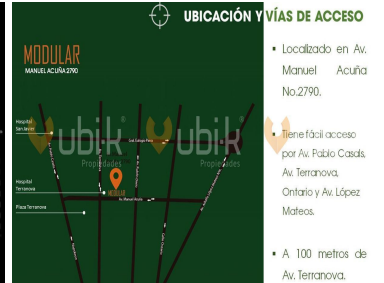 UBICACIÓN Y VÍAS DE ACCESO
MODULAR
MANUEL ACUÑA 2790
Hospital
San Javier
Hospital
Terranova
Plaza Terranova
MODULAR
Av. Manuel Acuña
ubik
Propiedades
ubik
Propiedades
▪ Localizado en Av.
Manuel Acuña
No.2790.
▪ Tiene fácil acceso
por Av. Pablo Casals,
Av. Terranova,
Ontario y Av. López
Mateos.
▪ A 100 metros de
Av. Terranova.